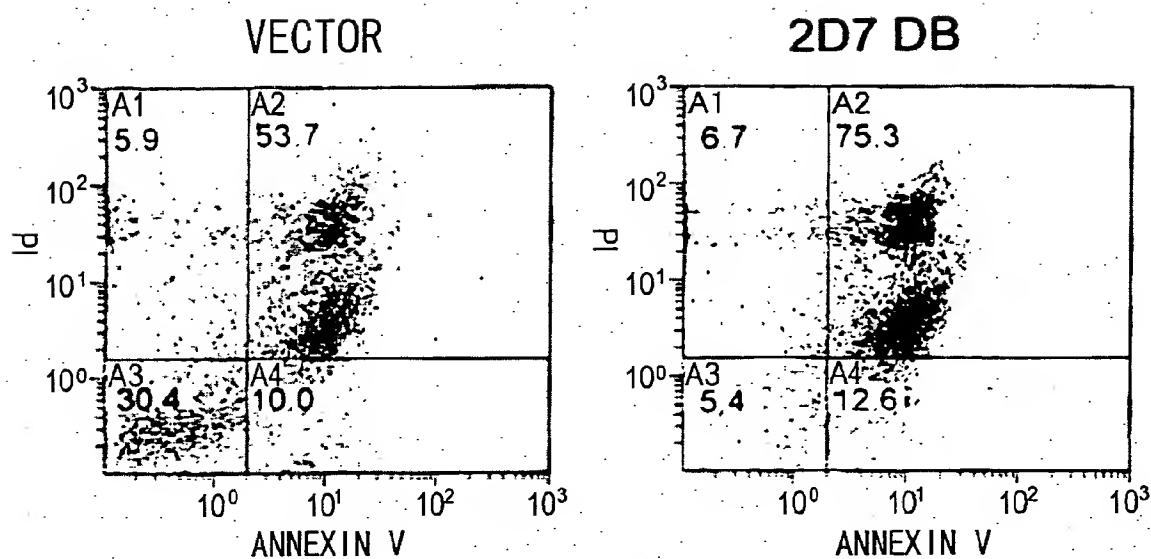 VECTOR
10³
A1
5.9
A2
53.7
10²
PI
10¹
10⁰
A3
30.4
A4
10.0
10⁰ 10¹ 10² 10³
ANNEXIN V
2D7 DB
10³
A1
6.7
A2
75.3
10²
PI
10¹
10⁰
A3
5.4
A4
12.6
10⁰ 10¹ 10² 10³
ANNEXIN V